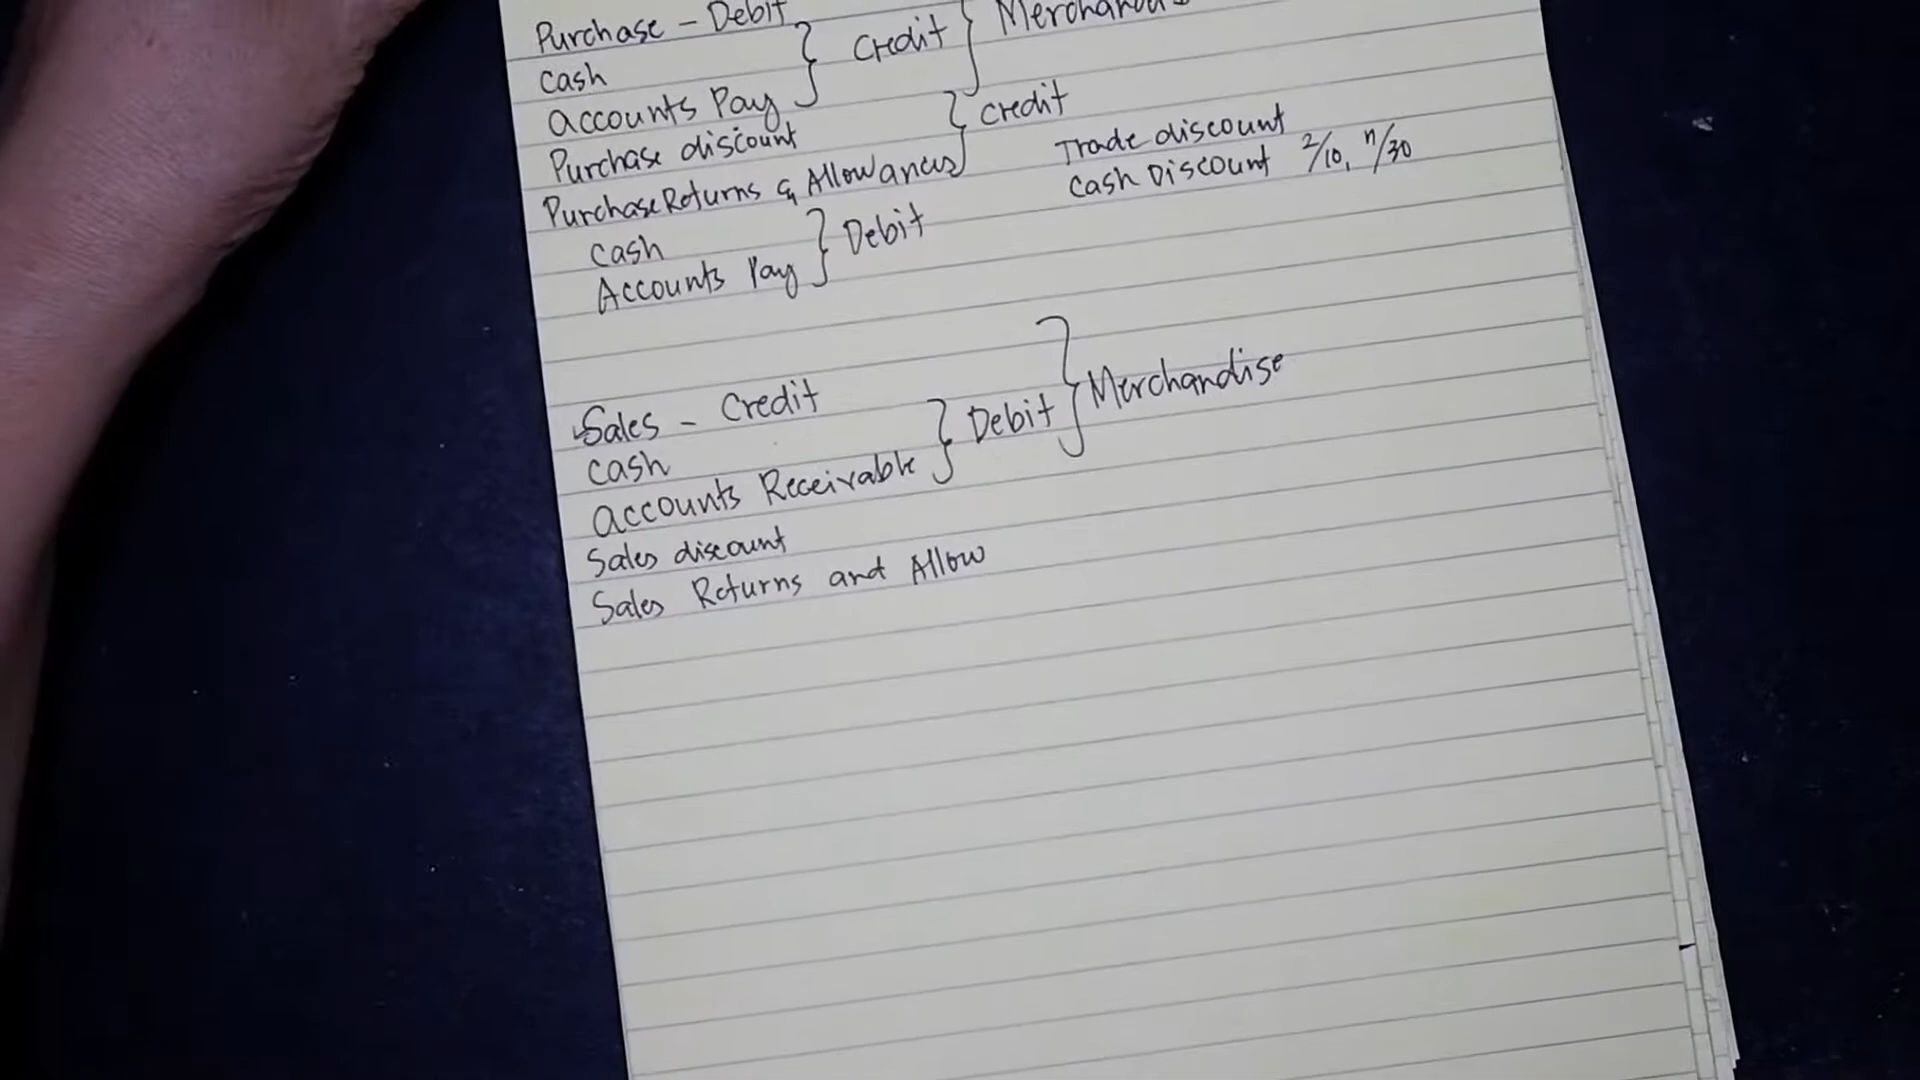 Purchase - Debit
Cash } Credit } Merchandis
accounts Pay
Purchase discount } Credit
Purchase Returns & Allowances
Trade discount
Cash Discount 2/10, n/30
Cash } Debit
Accounts Pay
Sales - Credit
Cash } Debit } Merchandise
accounts Receivable
Sales discount
Sales Returns and Allow